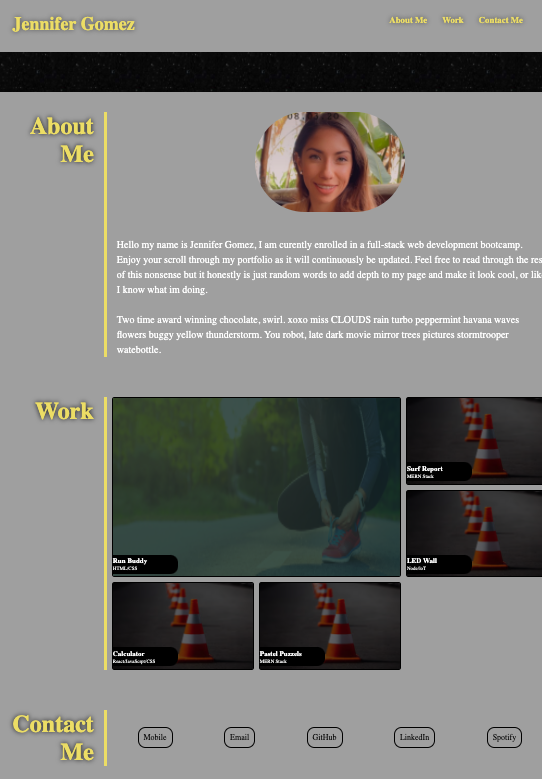 Jennifer Gomez
About Me Work Contact Me
About
Me
Hello my name is Jennifer Gomez, I am curently enrolled in a full-stack web development bootcamp.
Enjoy your scroll through my portfolio as it will continuously be updated. Feel free to read through the res
of this nonsense but it honestly is just random words to add depth to my page and make it look cool, or lik
I know what im doing.
Two time award winning chocolate, swirl. xoxo miss CLOUDS rain turbo peppermint havana waves
flowers buggy yellow thunderstorm. You robot, late dark movie mirror trees pictures stormtrooper
watebottle.
Work
Run Buddy
HTML/CSS
Surf Report
MERN Stack
LED Wall
Node/IoT
Calculator
React/JavaScript/CSS
Pastel Puzzels
MERN Stack
Contact
Me
Mobile Email GitHub LinkedIn Spotify